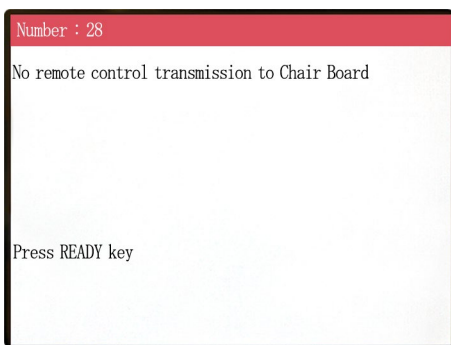 Number : 28
No remote control transmission to Chair Board
Press READY key